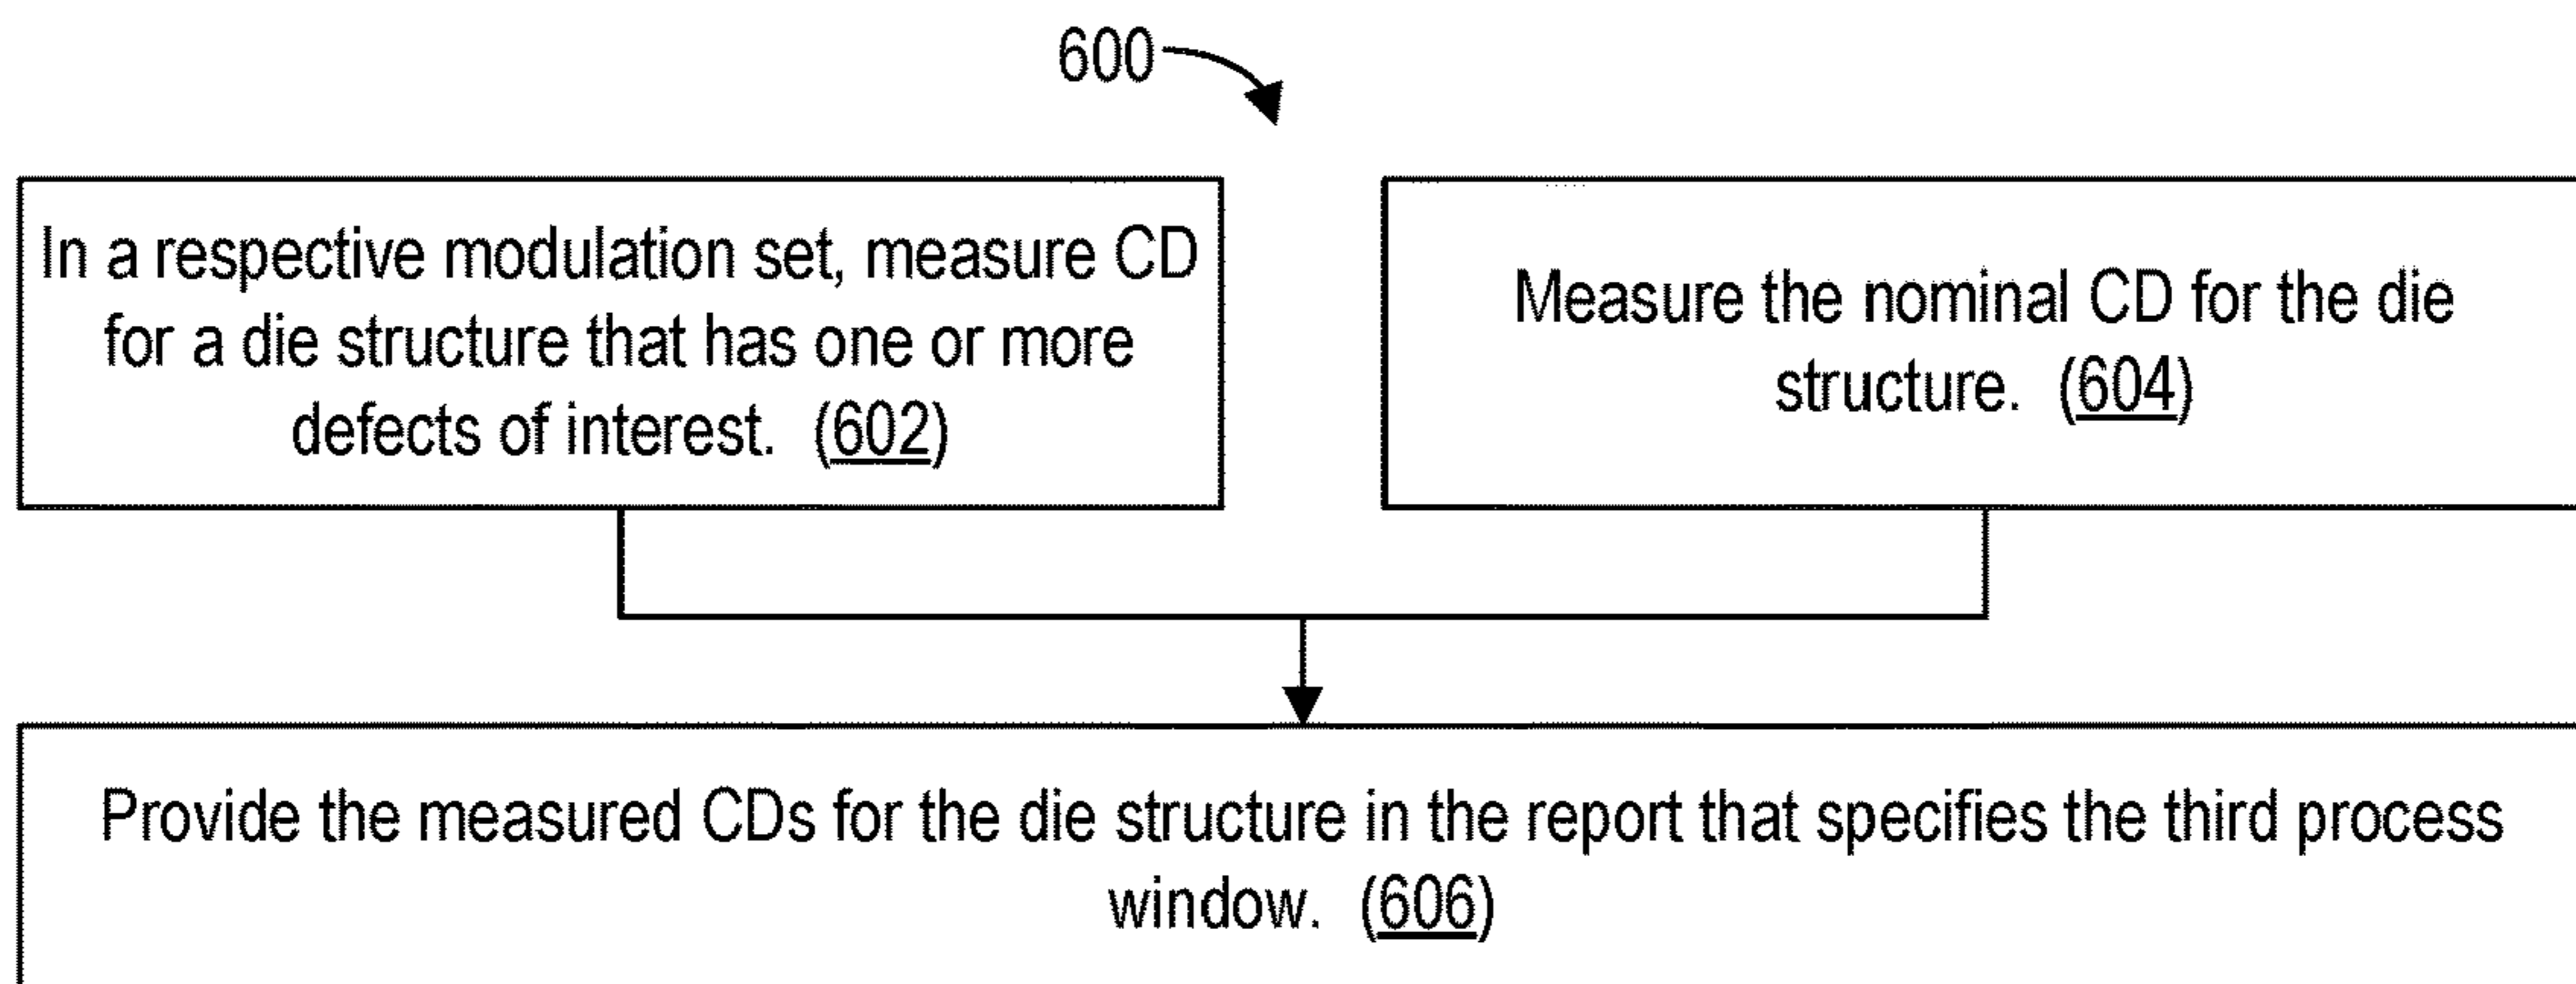 600
In a respective modulation set, measure CD
for a die structure that has one or more
defects of interest. (602)
Measure the nominal CD for the die
structure. (604)
Provide the measured CDs for the die structure in the report that specifies the third process
window. (606)